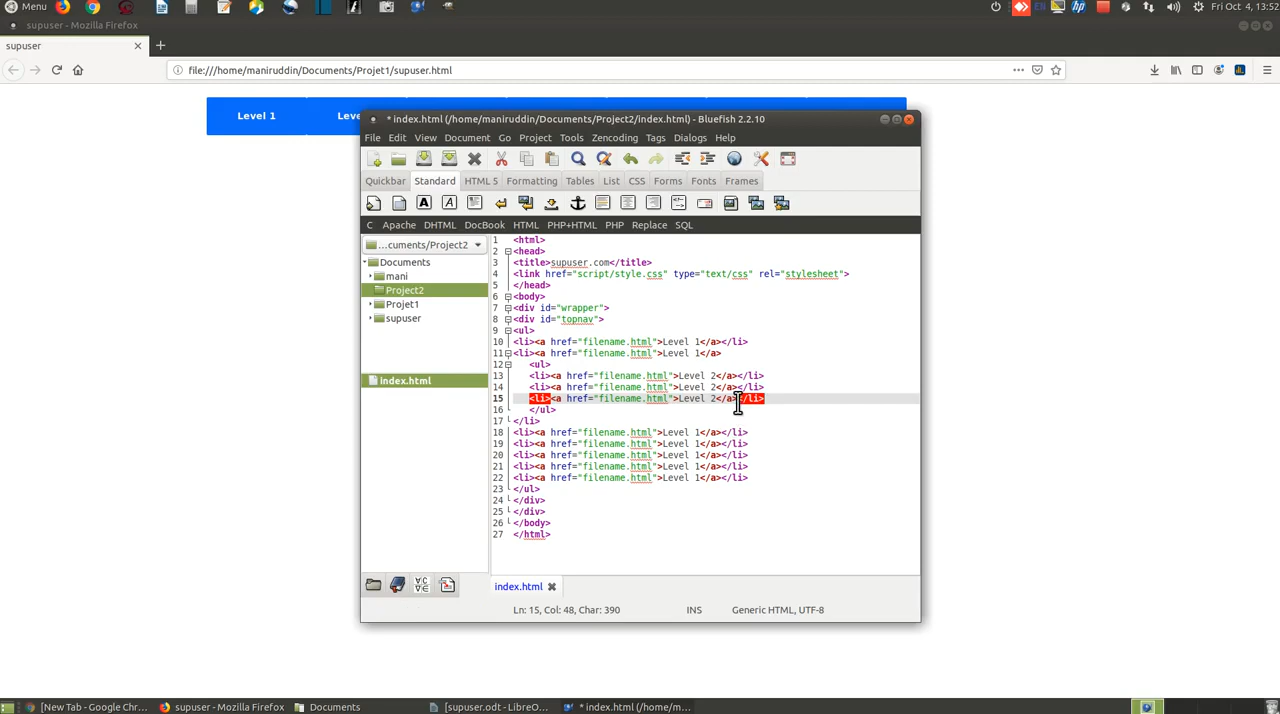 Menu
En
Fri Oct 4, 13:52
supuser - Mozilla Firefox
supuser
file:///home/maniruddin/Documents/Projet1/supuser.html
Level 1
Leve
* index.html (/home/maniruddin/Documents/Project2/index.html) - Bluefish 2.2.10
File Edit View Document Go Project Tools Tags Dialogs Help
Quickbar Standard HTML 5 Formatting Tables List CSS Forms Fonts Frames
C Apache DHTML DocBook HTML PHP+HTML PHP Replace SQL
...cuments/Project2
Documents
mani
Project2
Projet1
supuser
index.html
1 <html>
2 <head>
3 <title>supuser.com</title>
4 <link href="script/style.css" type="text/css" rel="stylesheet">
5 </head>
6 <body>
7 <div id="wrapper">
8 <div id="topnav">
9 <ul>
10 <li><a href="filename.html">Level 1</a></li>
11 <li><a href="filename.html">Level 1</a>
12 <ul>
13 <li><a href="filename.html">Level 2</a></li>
14 <li><a href="filename.html">Level 2</a></li>
15 <li><a href="filename.html">Level 2</a></li>
16 </ul>
17 </li>
18 <li><a href="filename.html">Level 1</a></li>
19 <li><a href="filename.html">Level 1</a></li>
20 <li><a href="filename.html">Level 1</a></li>
21 <li><a href="filename.html">Level 1</a></li>
22 <li><a href="filename.html">Level 1</a></li>
23 </ul>
24 </div>
25 </div>
26 </body>
27 </html>
index.html
Ln: 15, Col: 48, Char: 390
INS
Generic HTML, UTF-8
[New Tab - Google Chr...
supuser - Mozilla Firefox
Documents
[supuser.odt - LibreO...
* index.html (/home/m...